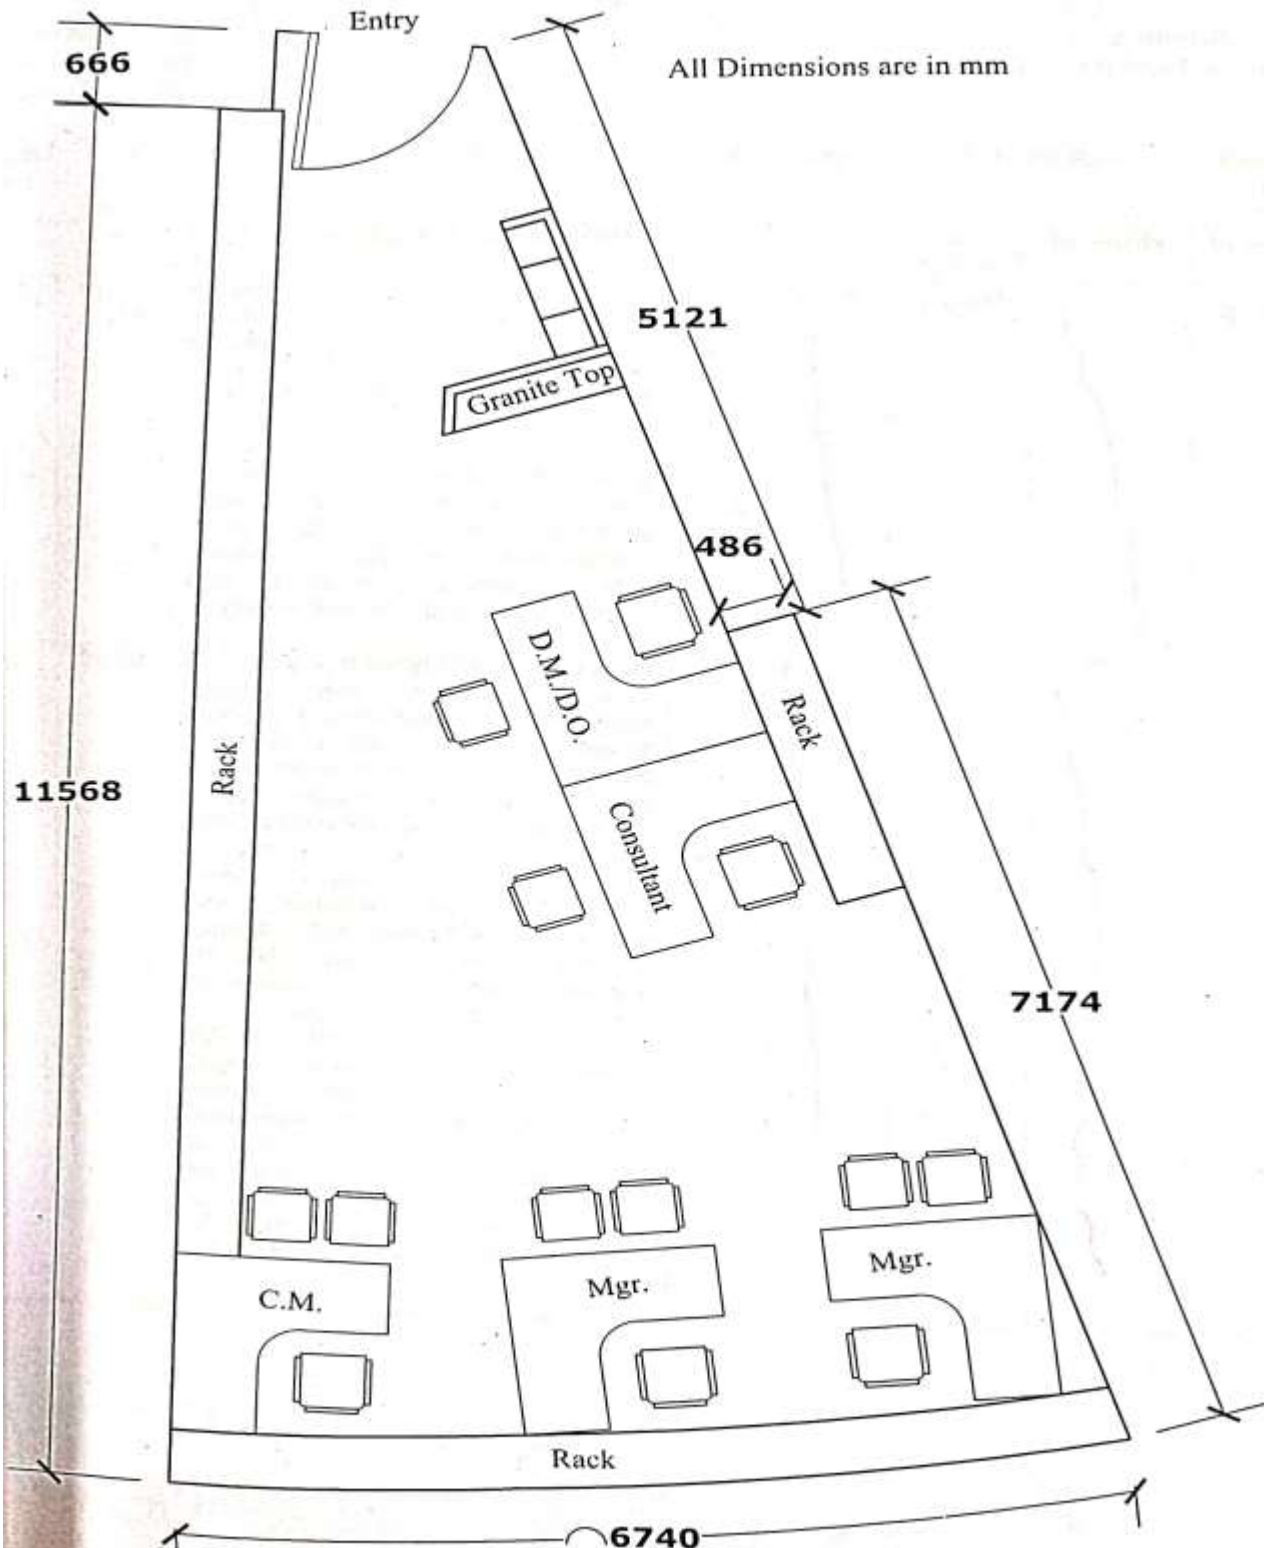 Entry
666
All Dimensions are in mm
5121
Granite Top
486
D.M./D.O.
Rack
Rack
11568
Consultant
7174
Mgr.
Mgr.
C.M.
Rack
6740